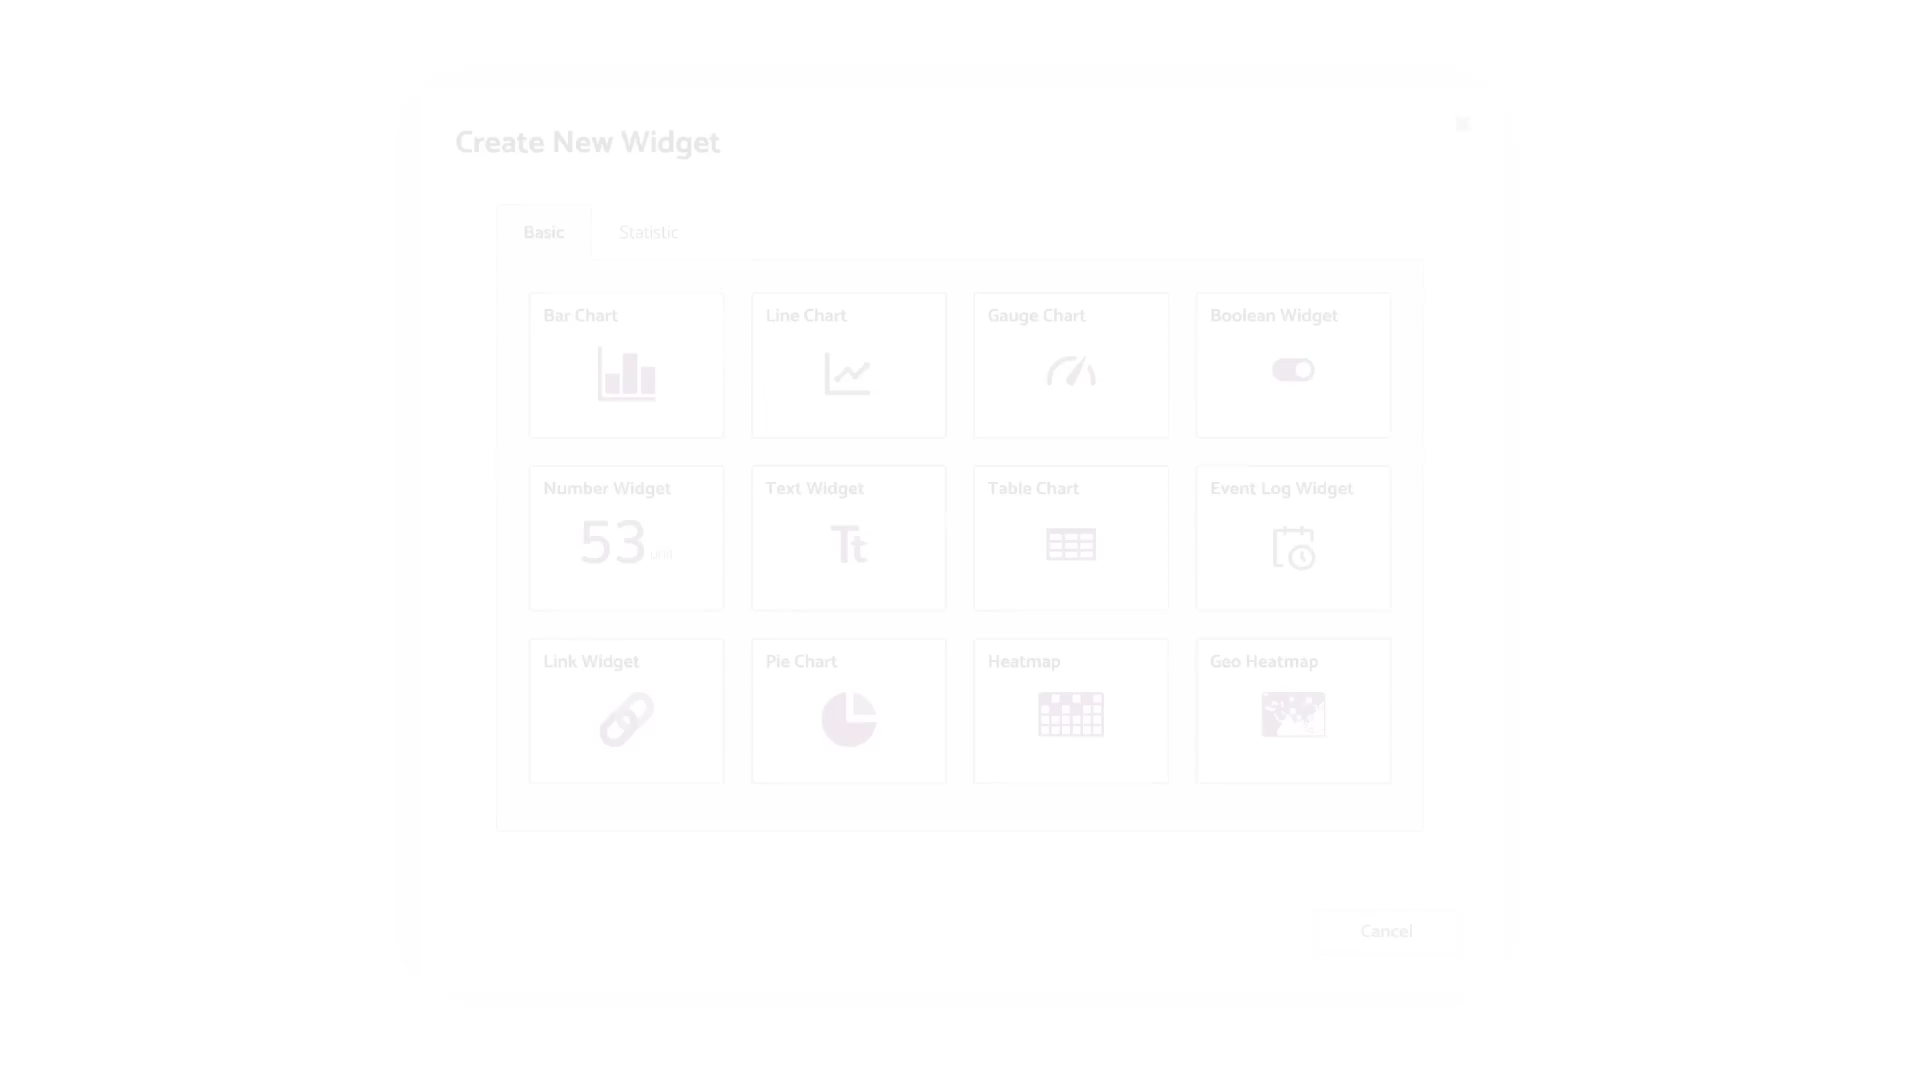 Create New Widget
Basic Statistic
Bar Chart Line Chart Gauge Chart Boolean Widget
Number Widget Text Widget Table Chart Event Log Widget
53 unit Tt
Link Widget Pie Chart Heatmap Geo Heatmap
Cancel